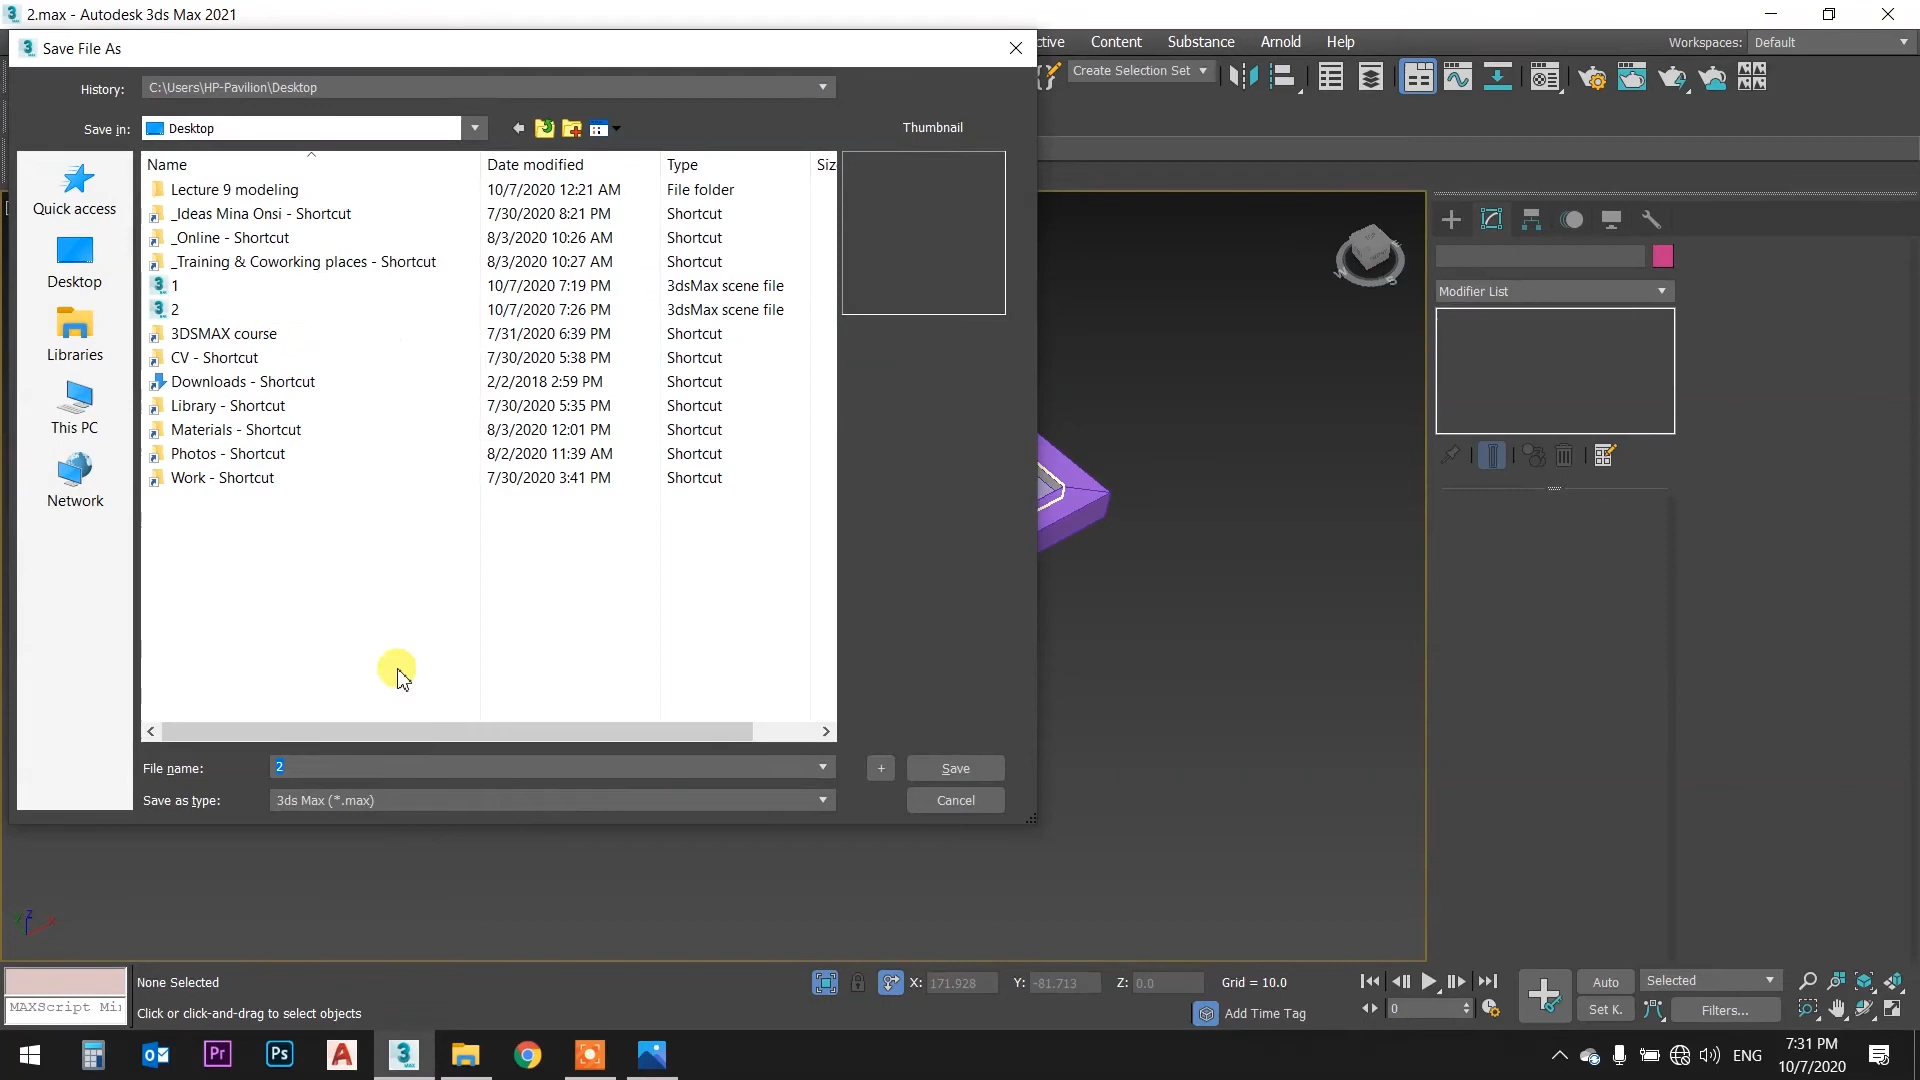 2.max - Autodesk 3ds Max 2021
Save File As
ctive Content Substance Arnold Help
Workspaces: Default
Create Selection Set
History: C:\Users\HP-Pavilion\Desktop
Save in: Desktop
Thumbnail
Name Date modified Type Siz
Quick access
Desktop
Libraries
This PC
Network
Lecture 9 modeling 10/7/2020 12:21 AM File folder
_Ideas Mina Onsi - Shortcut 7/30/2020 8:21 PM Shortcut
_Online - Shortcut 8/3/2020 10:26 AM Shortcut
_Training & Coworking places - Shortcut 8/3/2020 10:27 AM Shortcut
1 10/7/2020 7:19 PM 3dsMax scene file
2 10/7/2020 7:26 PM 3dsMax scene file
3DSMAX course 7/31/2020 6:39 PM Shortcut
CV - Shortcut 7/30/2020 5:38 PM Shortcut
Downloads - Shortcut 2/2/2018 2:59 PM Shortcut
Library - Shortcut 7/30/2020 5:35 PM Shortcut
Materials - Shortcut 8/3/2020 12:01 PM Shortcut
Photos - Shortcut 8/2/2020 11:39 AM Shortcut
Work - Shortcut 7/30/2020 3:41 PM Shortcut
File name: 2
+ Save
Save as type: 3ds Max (*.max)
Cancel
Modifier List
None Selected
X: 171.928 Y: -81.713 Z: 0.0 Grid = 10.0
Auto Selected
MAXScript Mi
Click or click-and-drag to select objects
Add Time Tag
0
Set K. Filters...
ENG
7:31 PM
10/7/2020